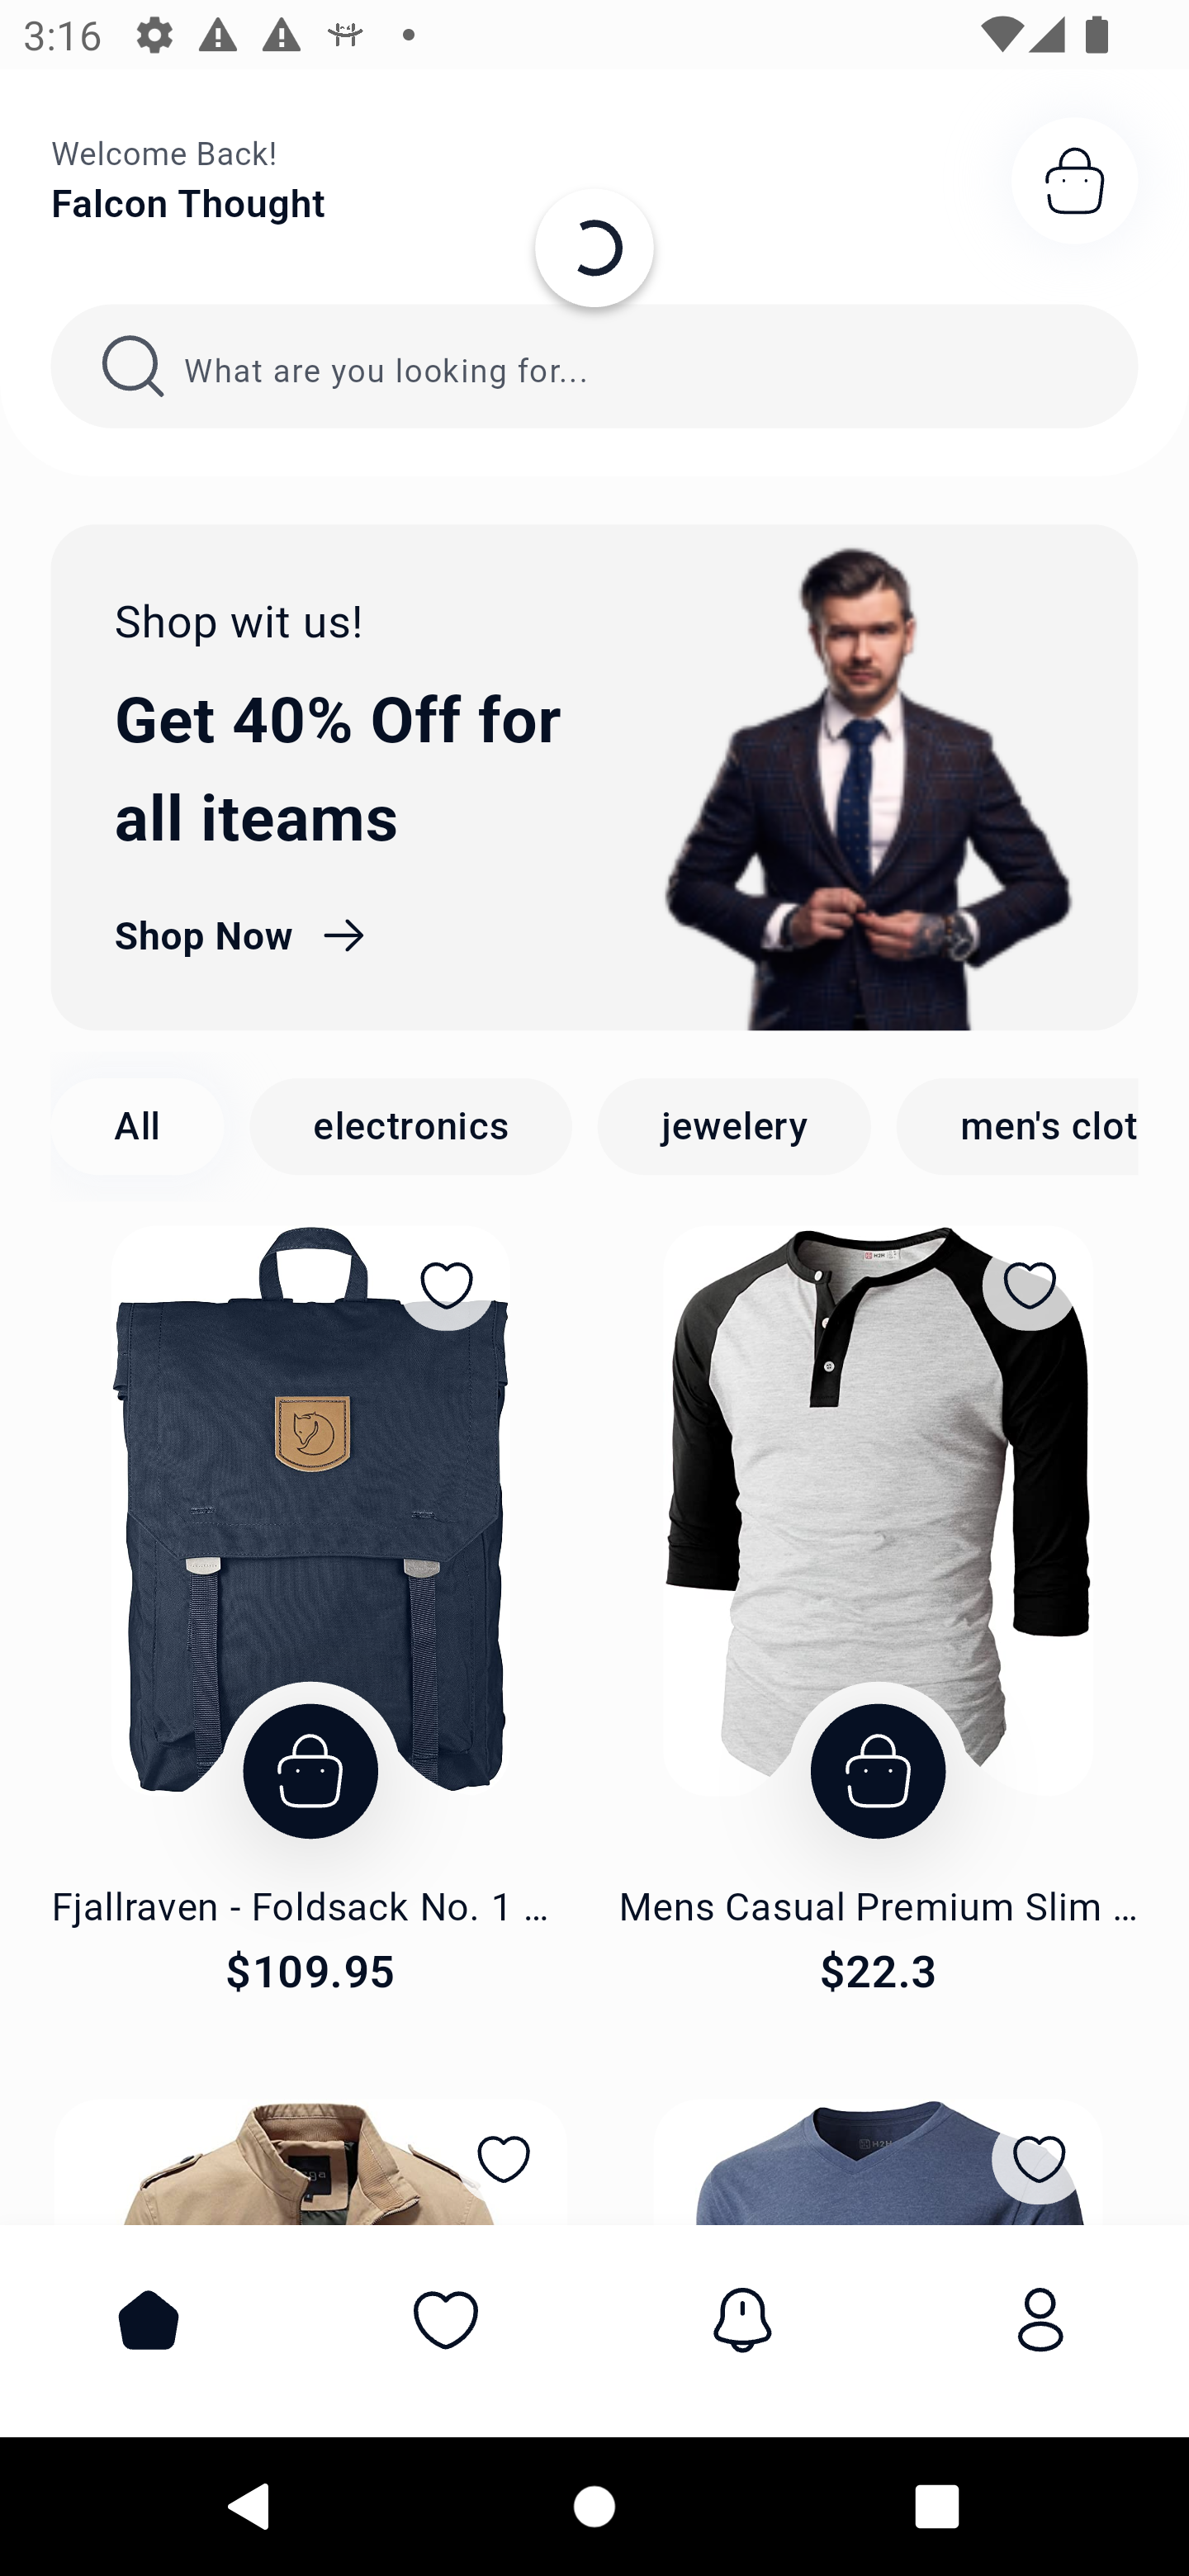 3:16
Welcome Back!
Falcon Thought
What are you looking for...
Shop wit us!
Get 40% Off for
all iteams
Shop Now
All
electronics
jewelery
men's clot
Fjallraven - Foldsack No. 1 ...
$109.95
Mens Casual Premium Slim ...
$22.3